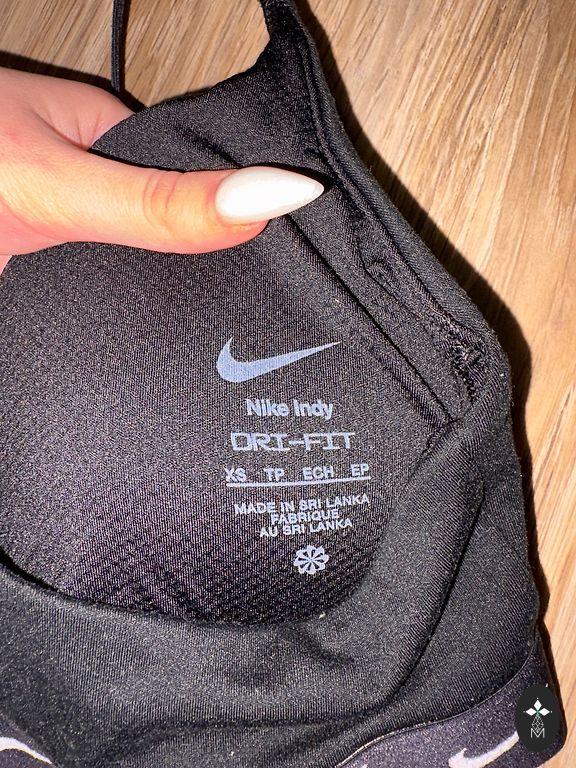 Nike Indy
DRI-FIT
XS TP ECH EP
MADE IN SRI LANKA
FABRIQUE
AU SRI LANKA
M